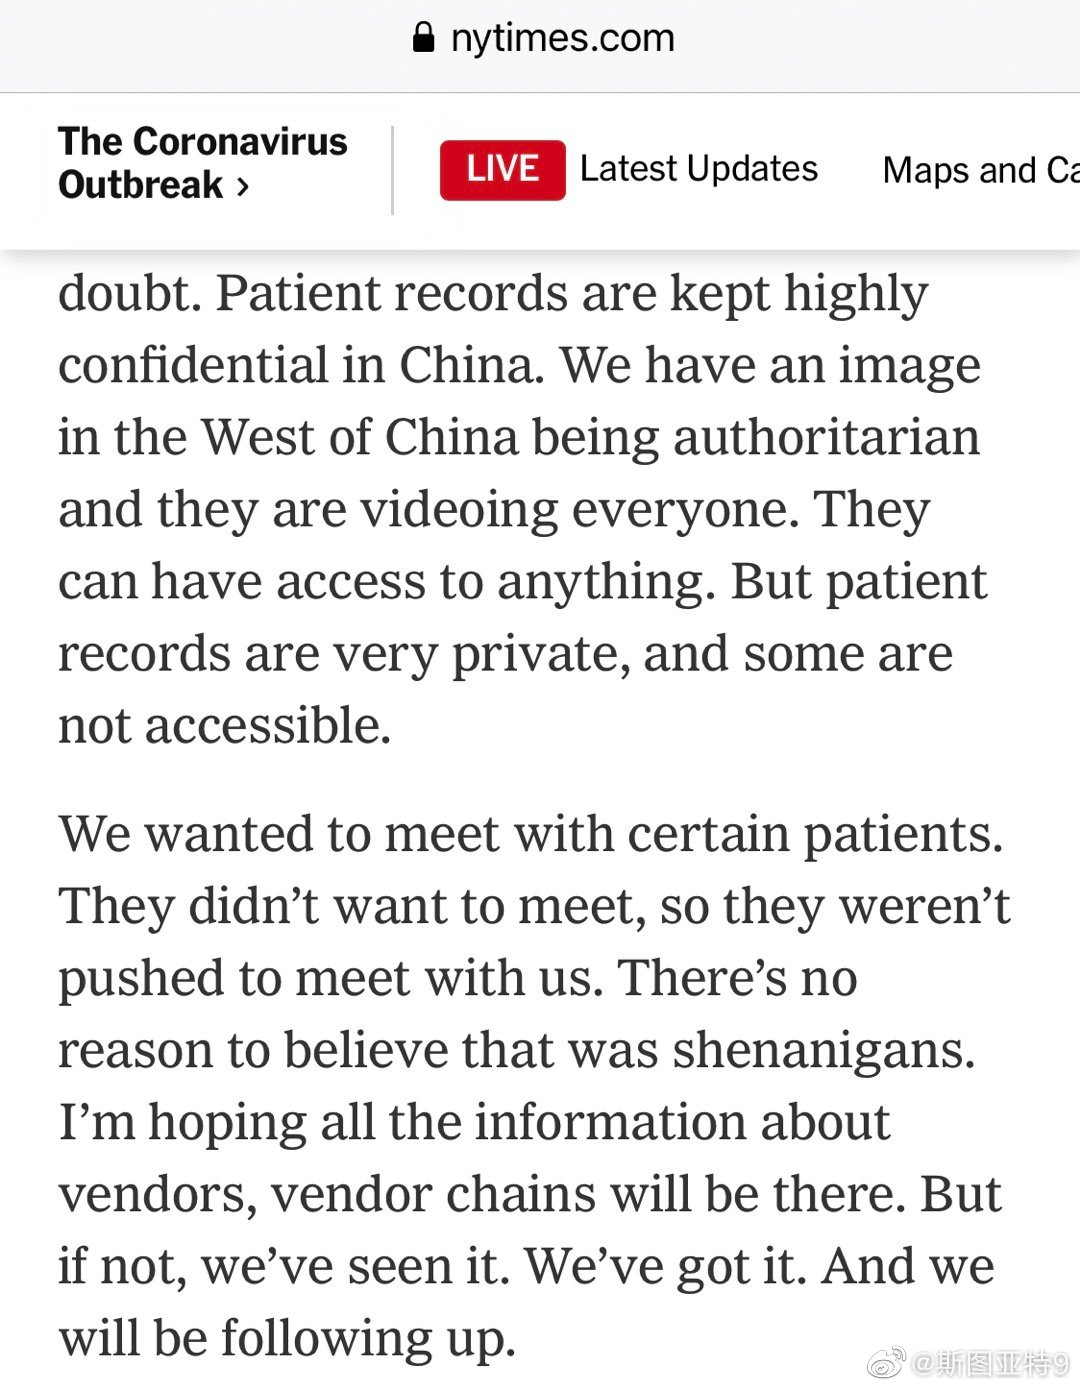 nytimes.com
The Coronavirus
Outbreak >
LIVE Latest Updates Maps and Ca
doubt. Patient records are kept highly
confidential in China. We have an image
in the West of China being authoritarian
and they are videoing everyone. They
can have access to anything. But patient
records are very private, and some are
not accessible.
We wanted to meet with certain patients.
They didn’t want to meet, so they weren’t
pushed to meet with us. There’s no
reason to believe that was shenanigans.
I’m hoping all the information about
vendors, vendor chains will be there. But
if not, we’ve seen it. We’ve got it. And we
will be following up.
@斯图亚特9